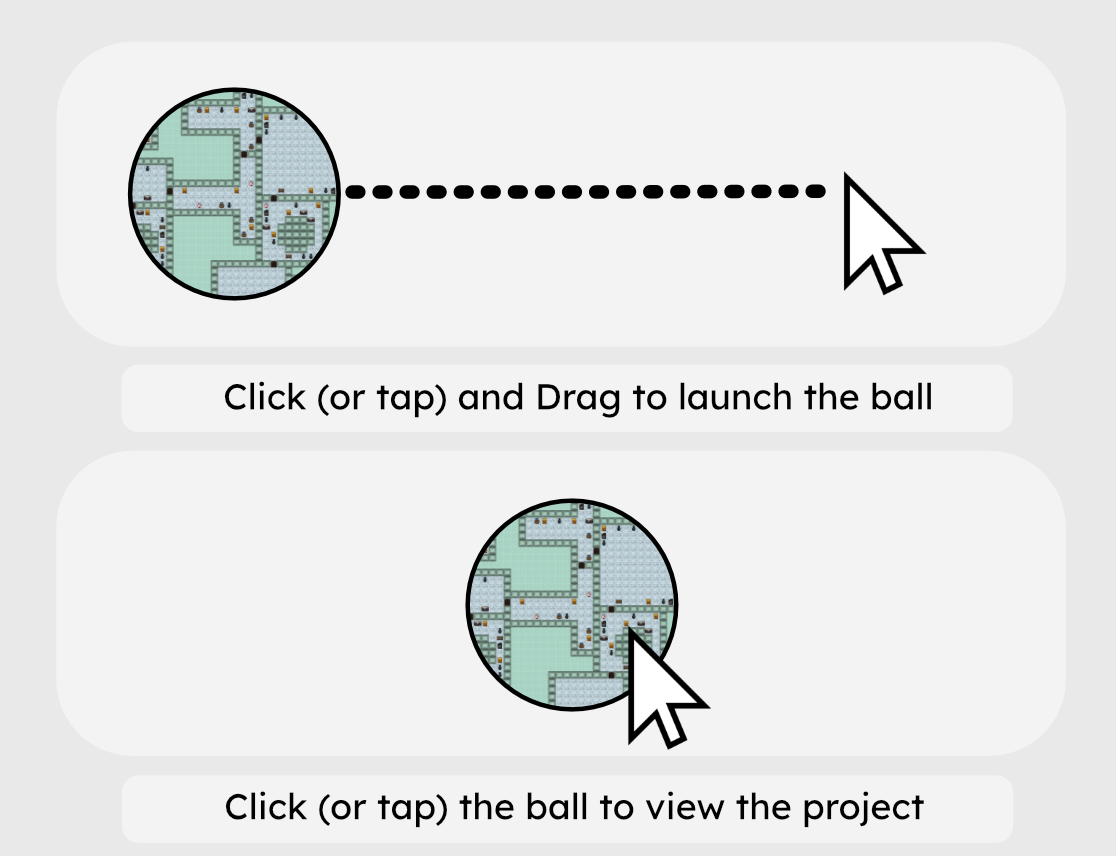 Click (or tap) and Drag to launch the ball
Click (or tap) the ball to view the project